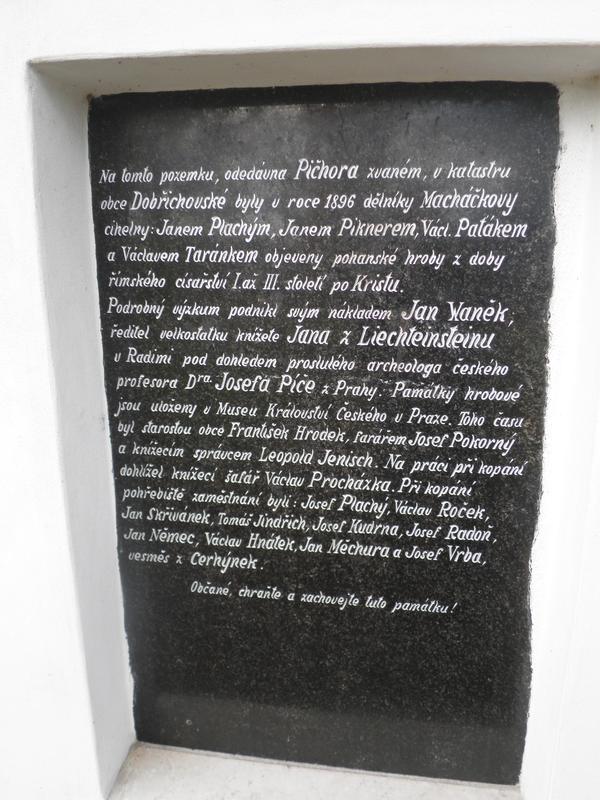 Na tomto pozemku, odedávna Pičhora zvaném, v katastru
obce Dobřichovské byly v roce 1896 dělníky Macháčkovy
cihelny: Janem Plachým, Janem Piknerem, Václ. Paťákem
a Václavem Taránkem objeveny pohanské hroby z doby
římského císařství I. až III. století po Kristu.
Podrobný výzkum podnikl svým nákladem Jan Waněk,
ředitel velkostatku knížete Jana z Liechteinsteinu
v Radimi pod dohledem proslulého archeologa českého
profesora Dra. Josefa Píče z Prahy. Památky hrobové
jsou uloženy v Museu Království Českého v Praze. Toho času
byl starostou obce František Hrodek, farářem Josef Pokorný
a knížecím správcem Leopold Jenisch. Na práci při kopání
dohlížel knížecí šafář Václav Procházka. Při kopání
pohřebiště zaměstnáni byli: Josef Plachý, Václav Roček,
Jan Skřivánek, Tomáš Jindřich, Josef Kudrna, Josef Radoň,
Jan Němec, Václav Hnátek, Jan Měchura a Josef Vrba,
vesměs z Cerhýnek.
Občané, chraňte a zachovejte tuto památku!